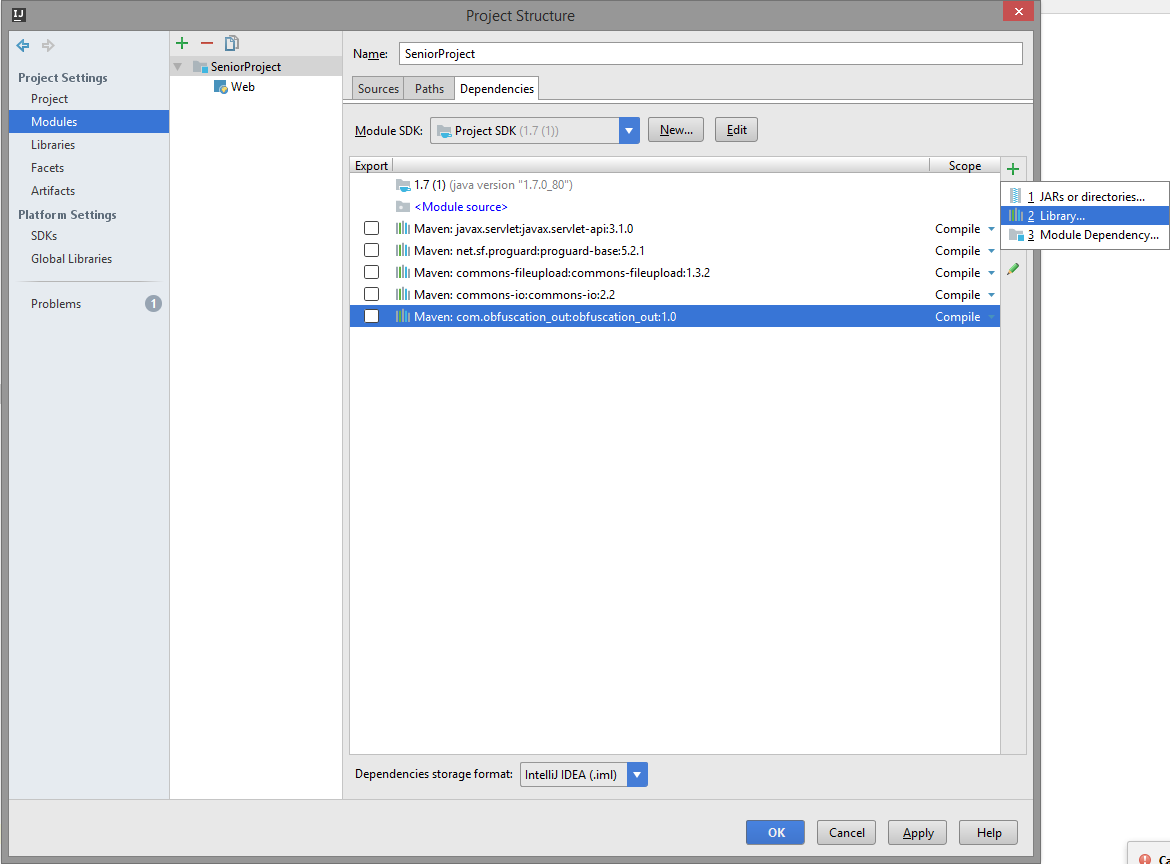 IJ
Project Structure
Project Settings
Project
Modules
Libraries
Facets
Artifacts
Platform Settings
SDKs
Global Libraries
Problems
1
SeniorProject
Web
Name:
SeniorProject
Sources
Paths
Dependencies
Module SDK:
Project SDK (1.7 (1))
New...
Edit
Export
Scope
1.7 (1) (java version "1.7.0_80")
<Module source>
Maven: javax.servlet:javax.servlet-api:3.1.0 Compile
Maven: net.sf.proguard:proguard-base:5.2.1 Compile
Maven: commons-fileupload:commons-fileupload:1.3.2 Compile
Maven: commons-io:commons-io:2.2 Compile
Maven: com.obfuscation_out:obfuscation_out:1.0 Compile
1 JARs or directories...
2 Library...
3 Module Dependency...
Dependencies storage format:
IntelliJ IDEA (.iml)
OK
Cancel
Apply
Help